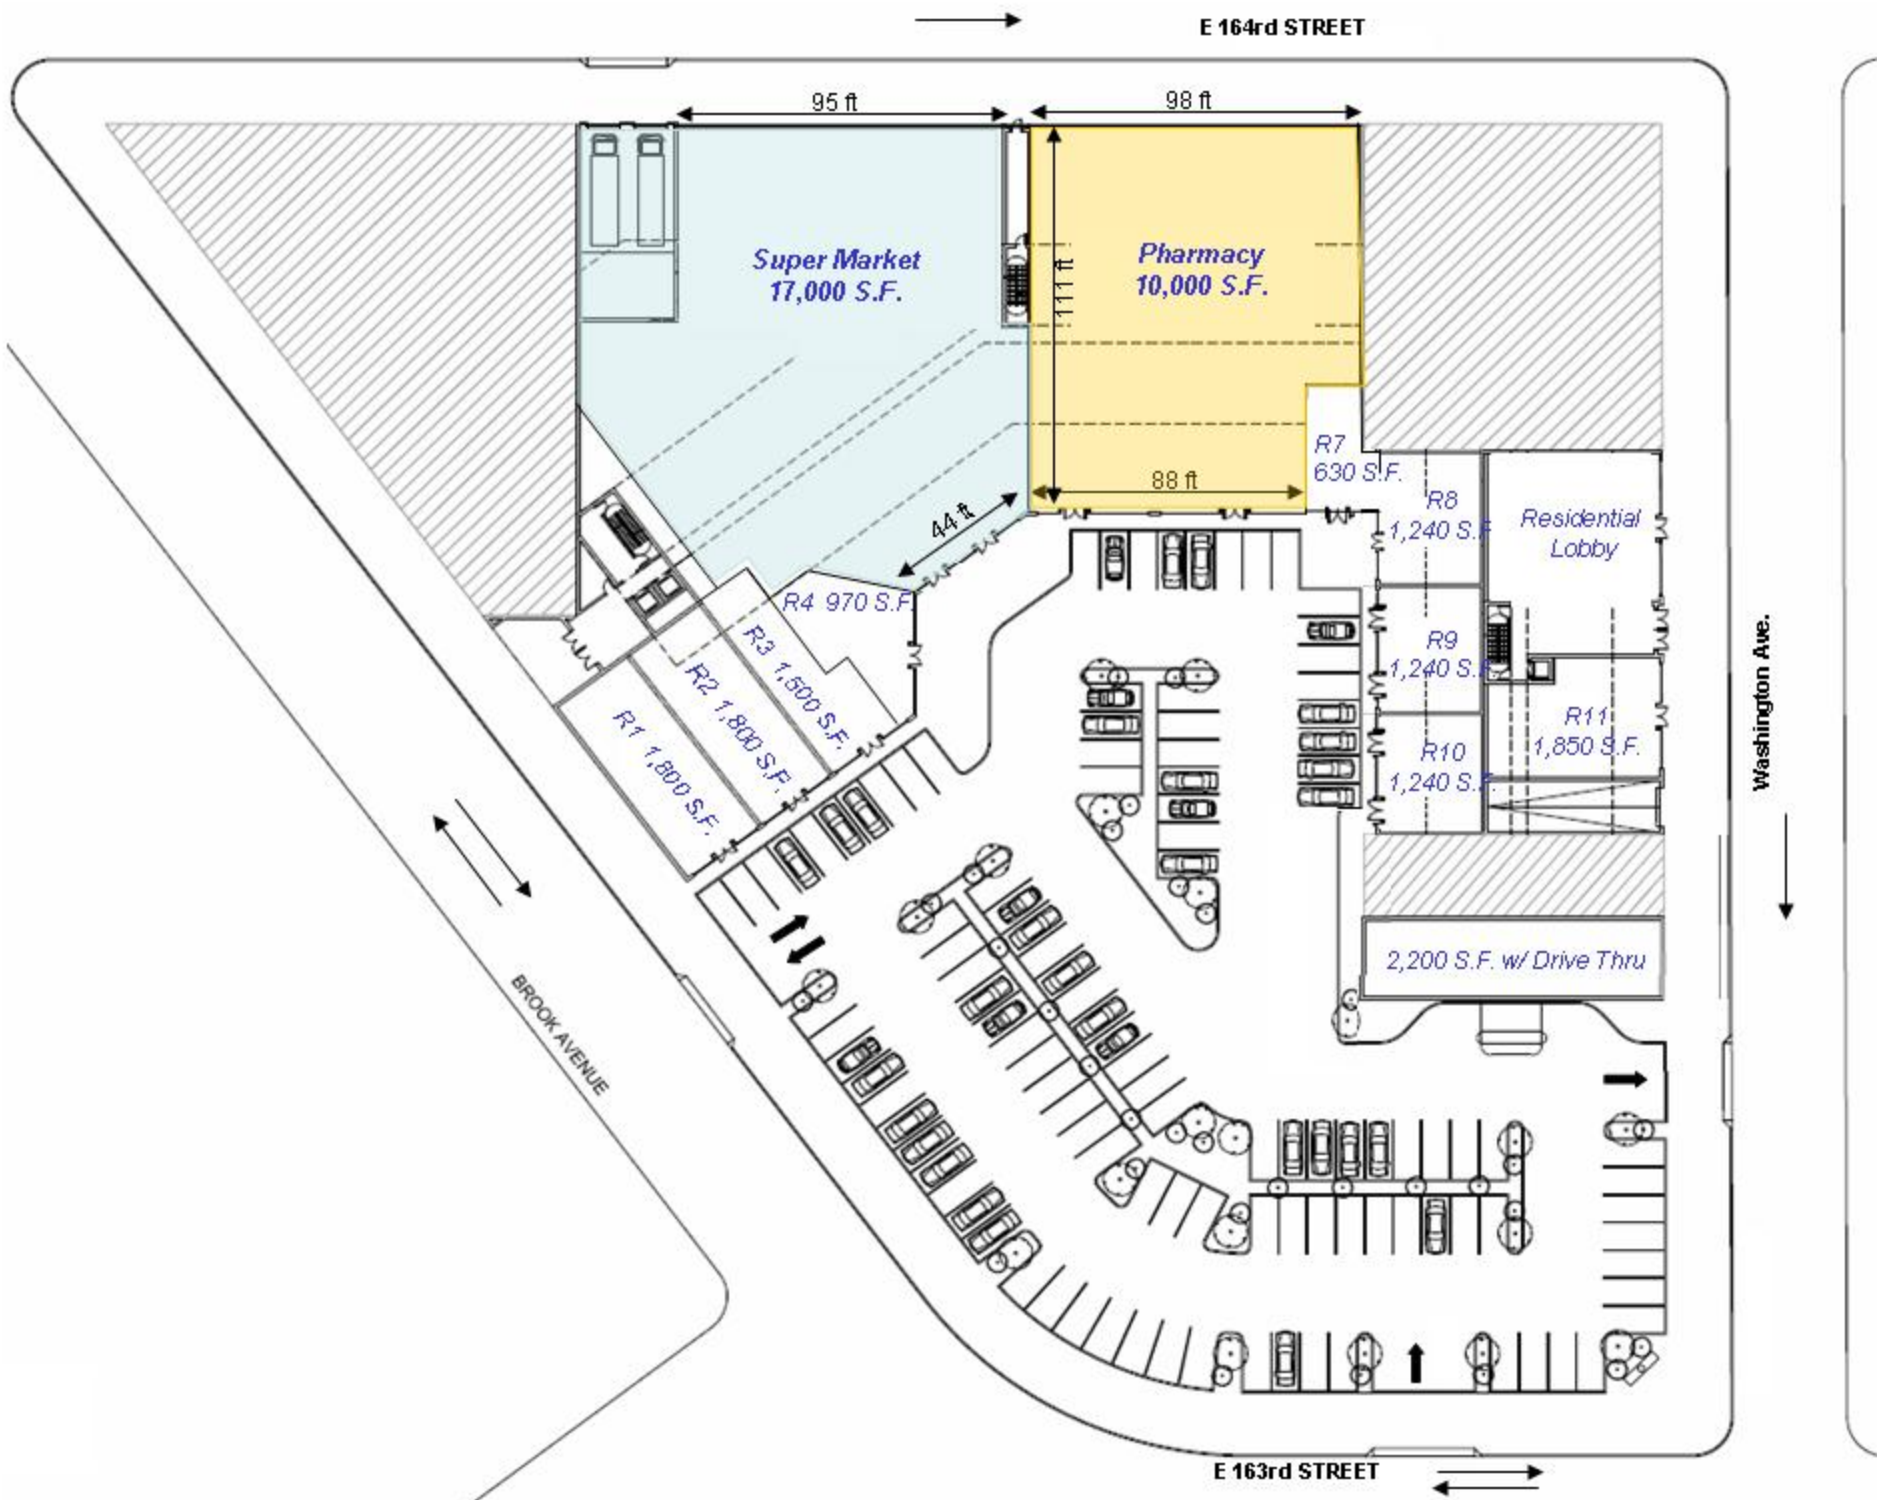 E 164rd STREET
95 ft
98 ft
Super Market
17,000 S.F.
111 ft
Pharmacy
10,000 S.F.
88 ft
44 ft
R7
630 S.F.
R8
1,240 S.F.
Residential
Lobby
R4 970 S.F.
R3 1,500 S.F.
R2 1,800 S.F.
R1 1,800 S.F.
R9
1,240 S.F.
R10
1,240 S.F.
R11
1,850 S.F.
Washington Ave.
2,200 S.F. w/ Drive Thru
BROOK AVENUE
E 163rd STREET